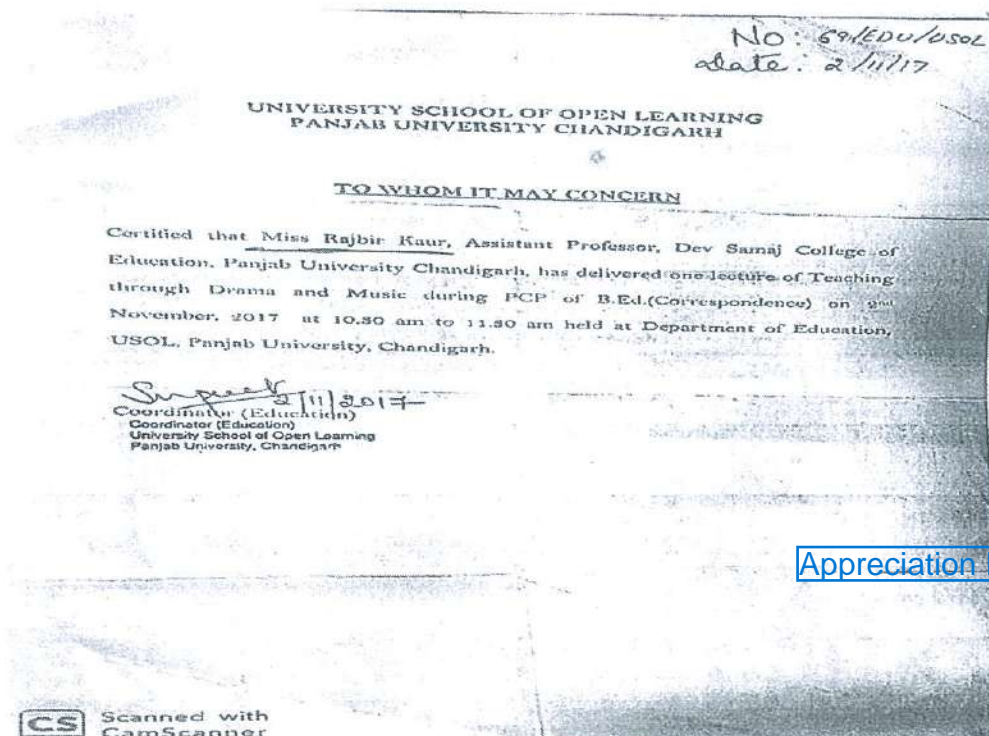 No: 69/EDU/USOL
date: 2/11/17
UNIVERSITY SCHOOL OF OPEN LEARNING
PANJAB UNIVERSITY CHANDIGARH
TO WHOM IT MAY CONCERN
Certified that Miss Rajbir Kaur, Assistant Professor, Dev Samaj College of
Education, Panjab University Chandigarh, has delivered one lecture of Teaching
through Drama and Music during PCP of B.Ed.(Correspondence) on 2nd
November, 2017 at 10.30 am to 11.30 am held at Department of Education,
USOL, Panjab University, Chandigarh.
2/11/2017
Coordinator (Education)
Coordinator (Education)
University School of Open Learning
Panjab University, Chandigarh
Appreciation
CS Scanned with
CamScanner